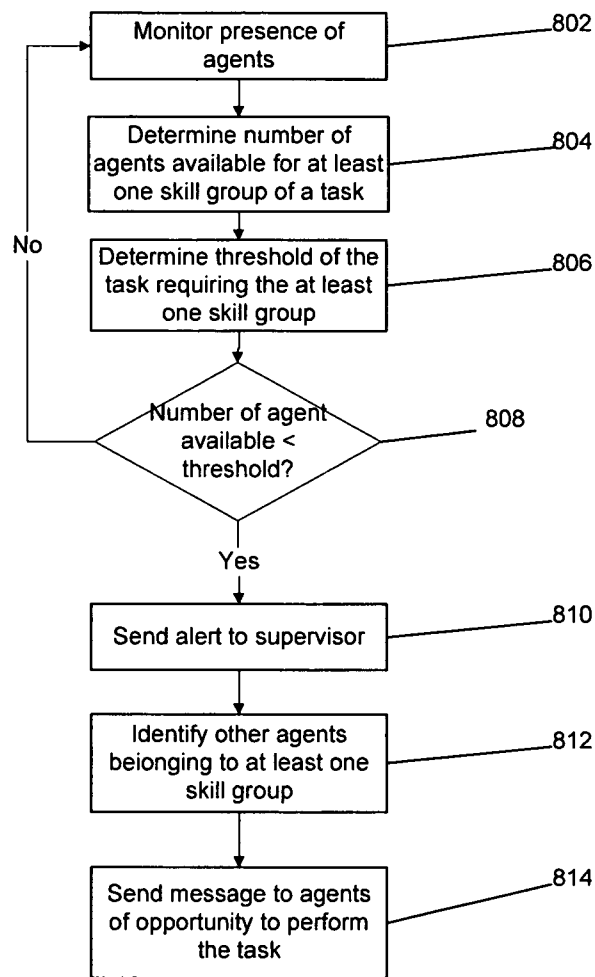 Monitor presence of
agents
802
Determine number of
agents available for at least
one skill group of a task
804
No
Determine threshold of the
task requiring the at least
one skill group
806
Number of agent
available <
threshold?
808
Yes
Send alert to supervisor
810
Identify other agents
beionging to at least one
skill group
812
Send message to agents
of opportunity to perform
the task
814